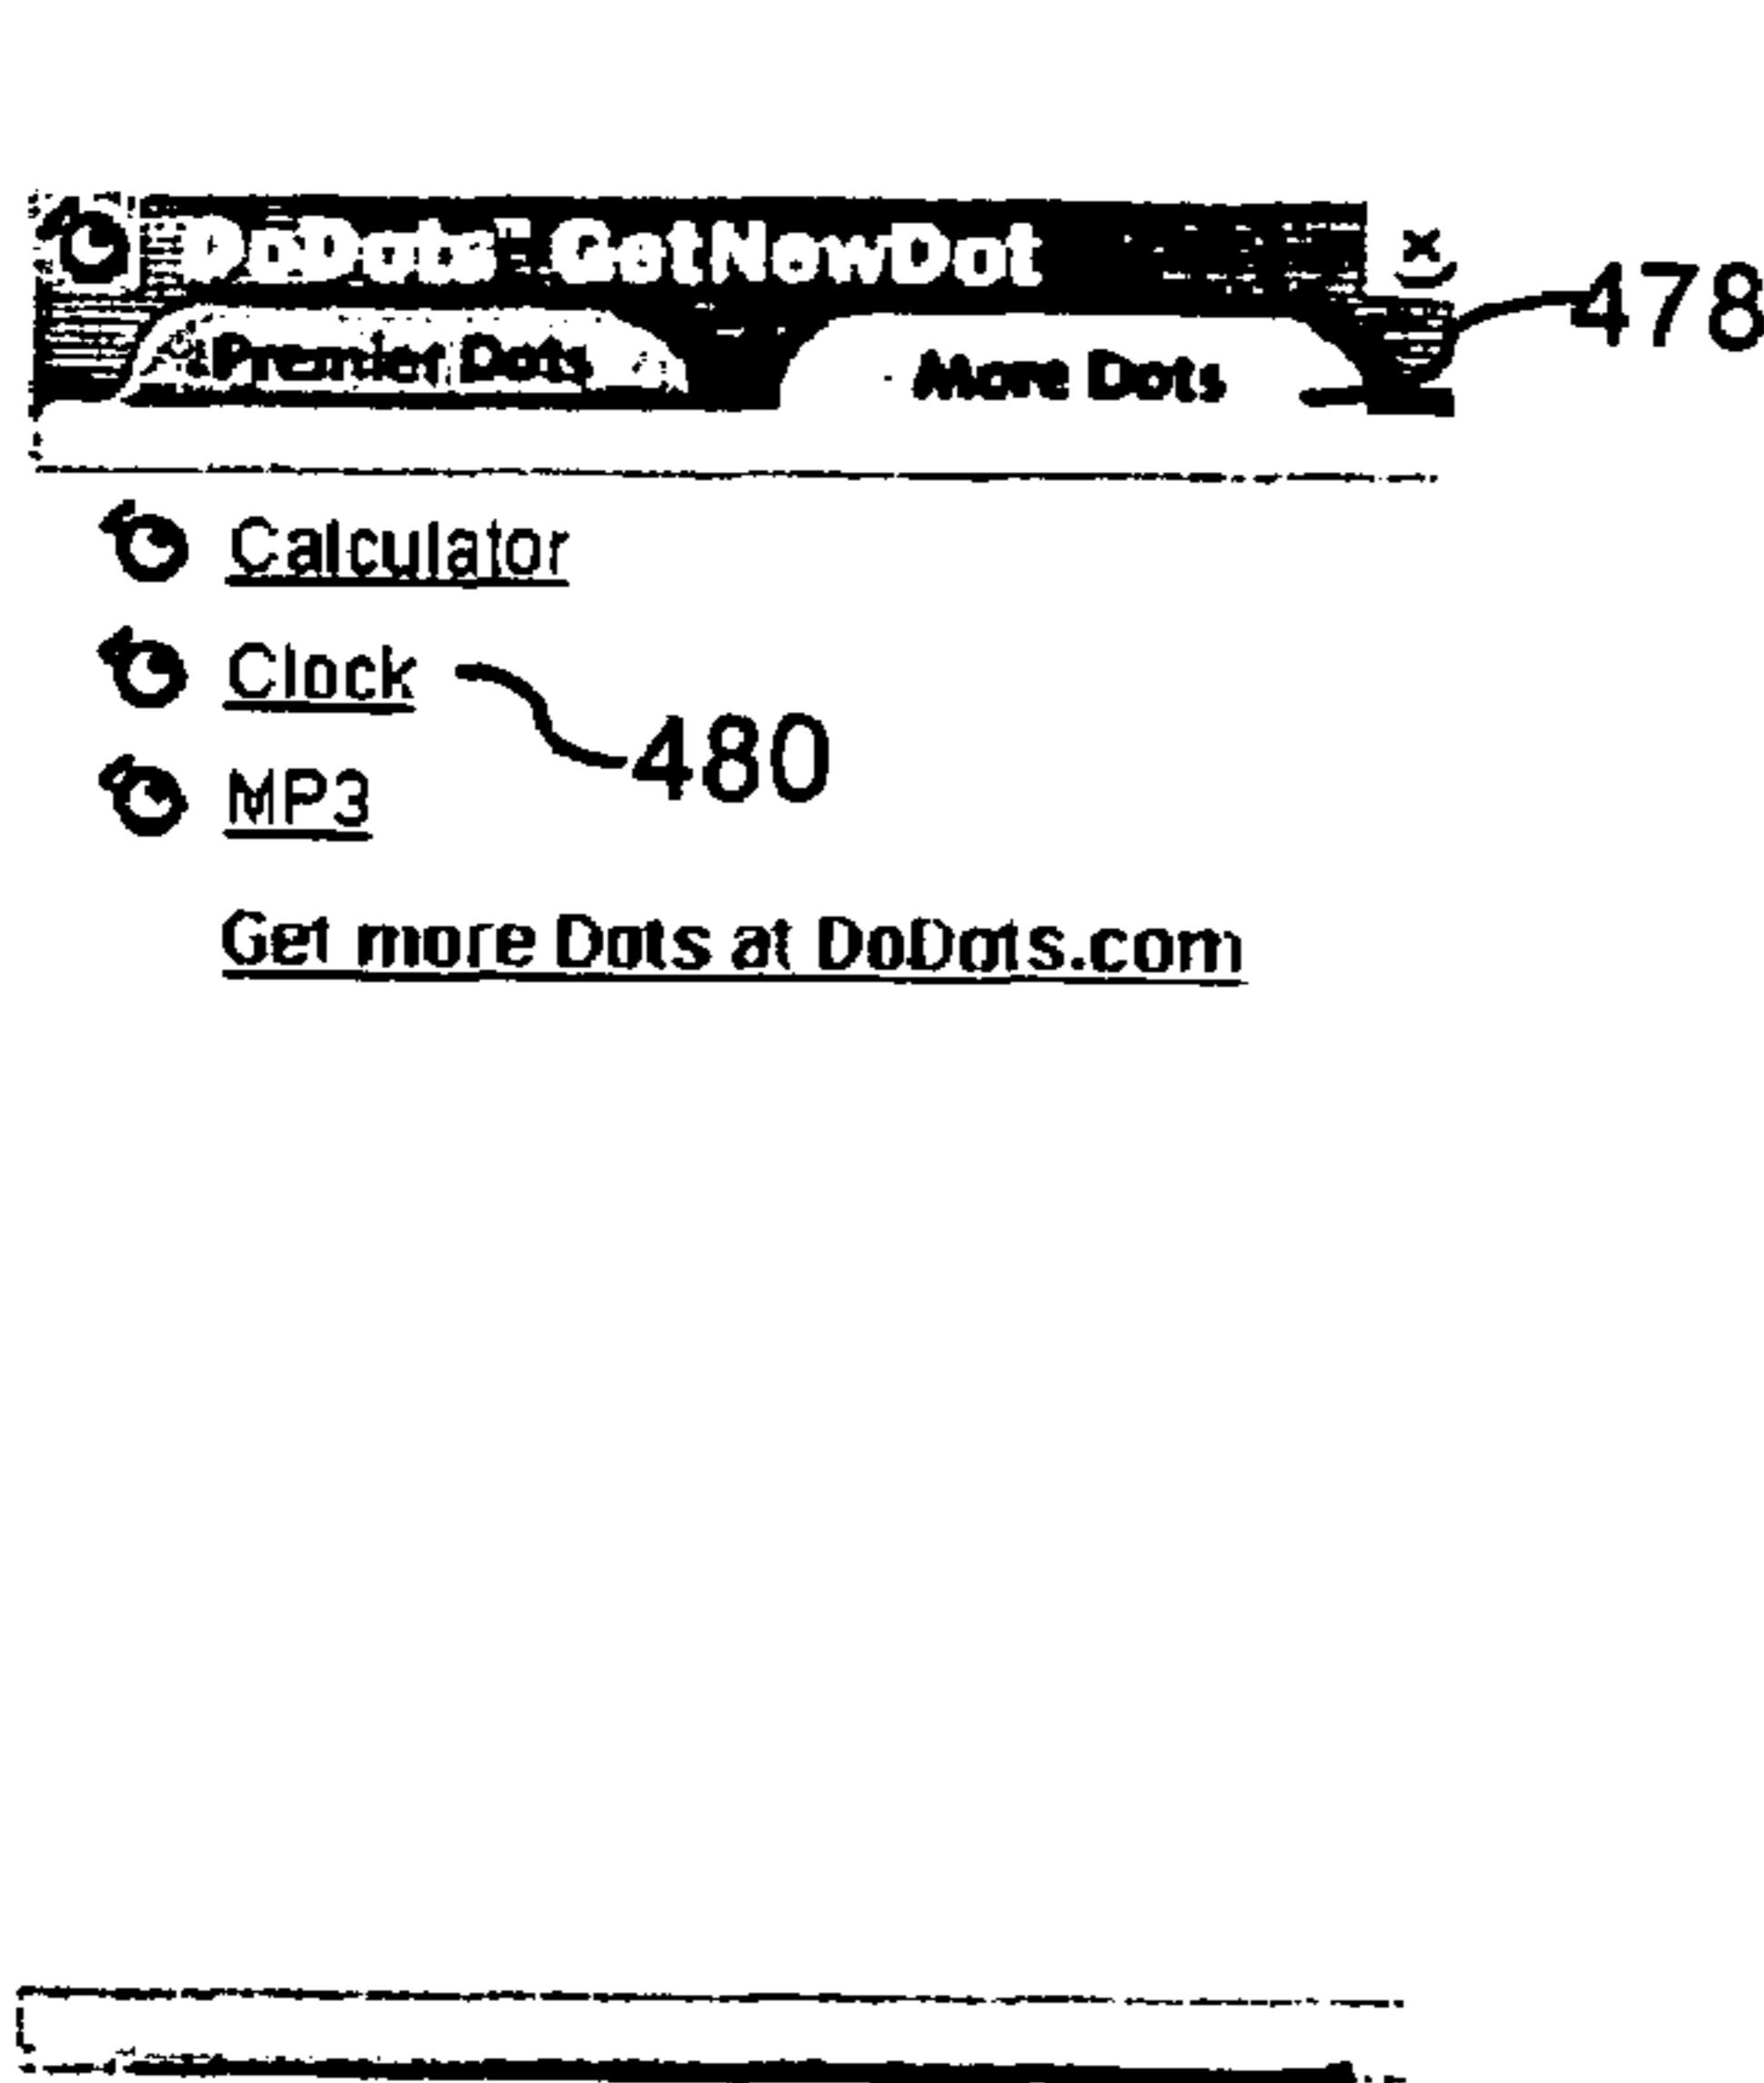 DoDots™ GetNowDot x
478
Premier Dots More Dots
Calculator
Clock
480
MP3
Get more Dots at DoDots.com